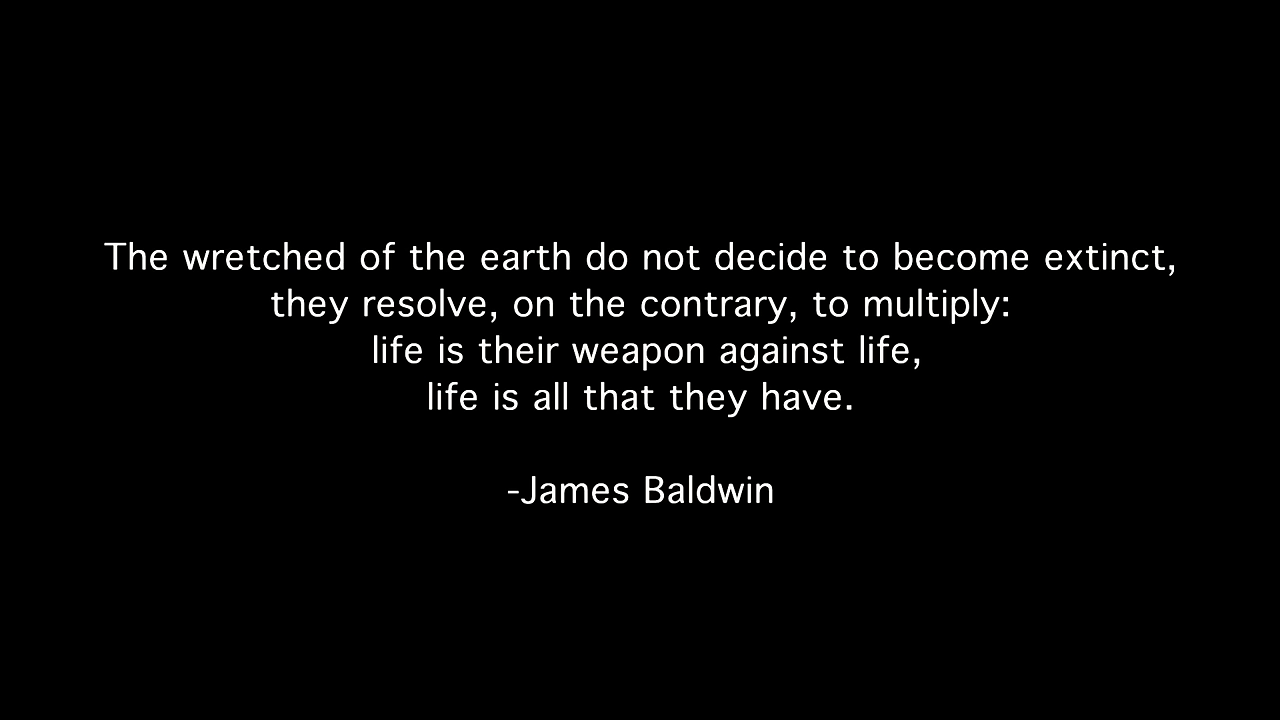 The wretched of the earth do not decide to become extinct,
they resolve, on the contrary, to multiply:
life is their weapon against life,
life is all that they have.
-James Baldwin